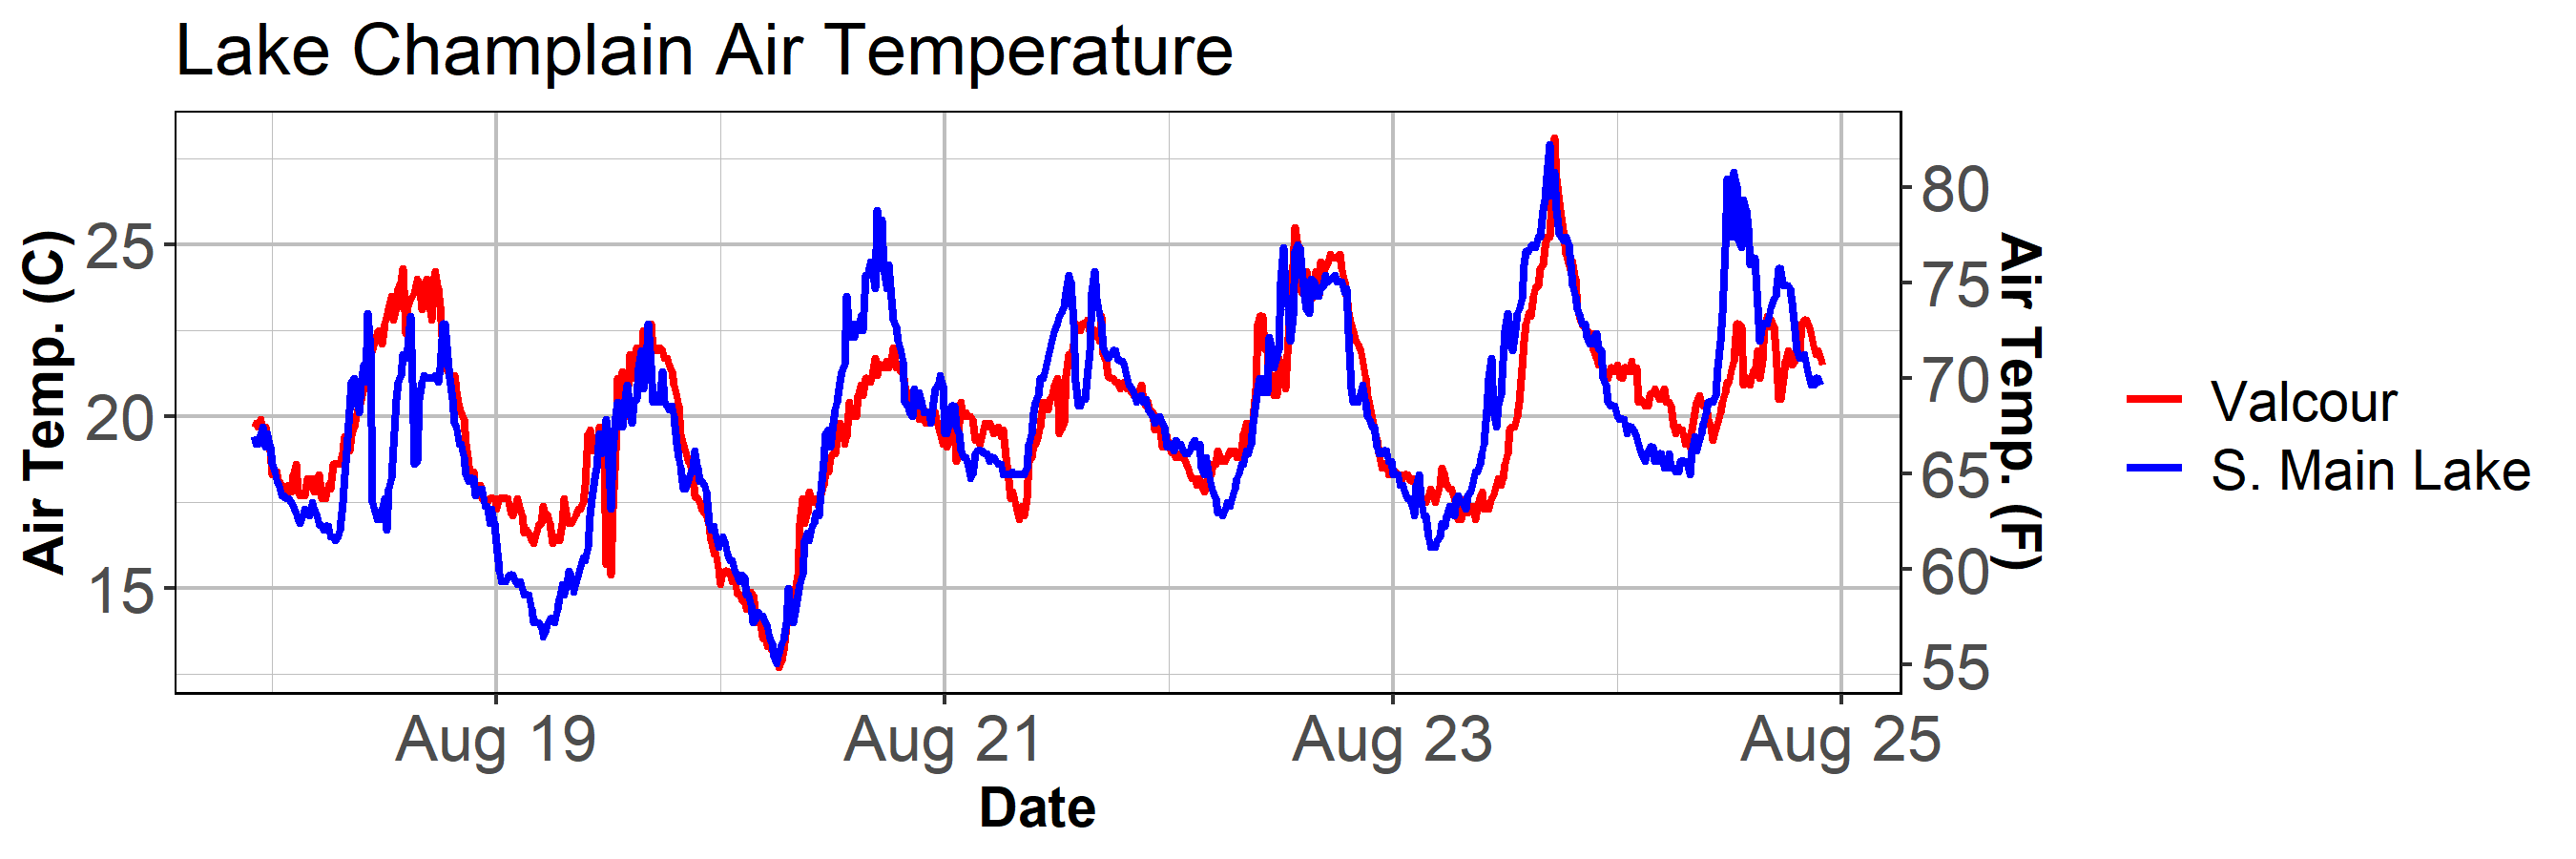 Lake Champlain Air Temperature
Air Temp. (C)
25
20
15
80
75
70
65
60
55
Air Temp. (F)
Aug 19
Aug 21
Aug 23
Aug 25
Date
Valcour
S. Main Lake